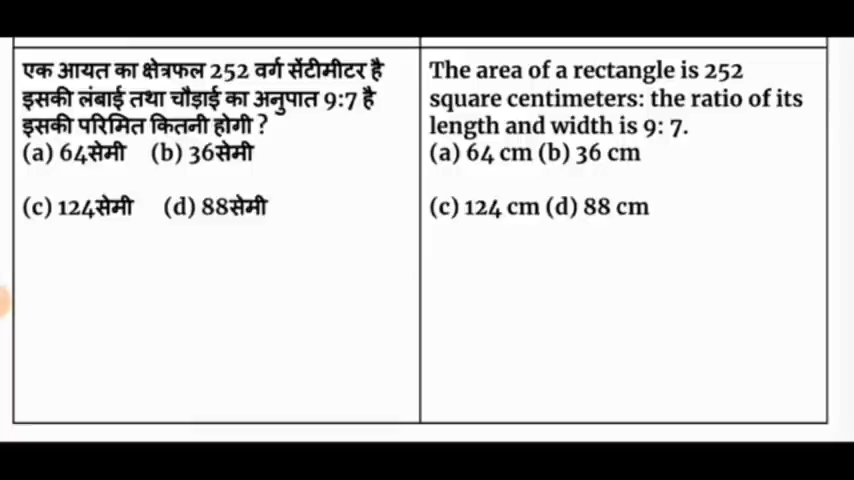 एक आयत का क्षेत्रफल 252 वर्ग सेंटीमीटर है
इसकी लंबाई तथा चौड़ाई का अनुपात 9:7 है
इसकी परिमित कितनी होगी ?
(a) 64सेमी (b) 36सेमी
(c) 124सेमी (d) 88सेमी
The area of a rectangle is 252
square centimeters: the ratio of its
length and width is 9: 7.
(a) 64 cm (b) 36 cm
(c) 124 cm (d) 88 cm